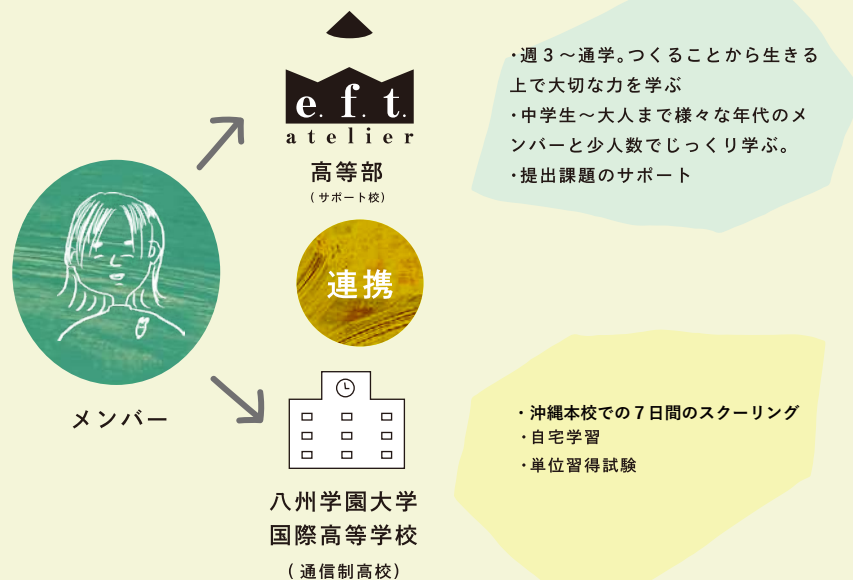 e. f. t.
atelier
高等部
(サポート校)
・週3〜通学。つくることから生きる
上で大切な力を学ぶ
・中学生〜大人まで様々な年代のメ
ンバーと少人数でじっくり学ぶ。
・提出課題のサポート
連携
メンバー
八州学園大学
国際高等学校
(通信制高校)
・沖縄本校での7日間のスクーリング
・自宅学習
・単位習得試験